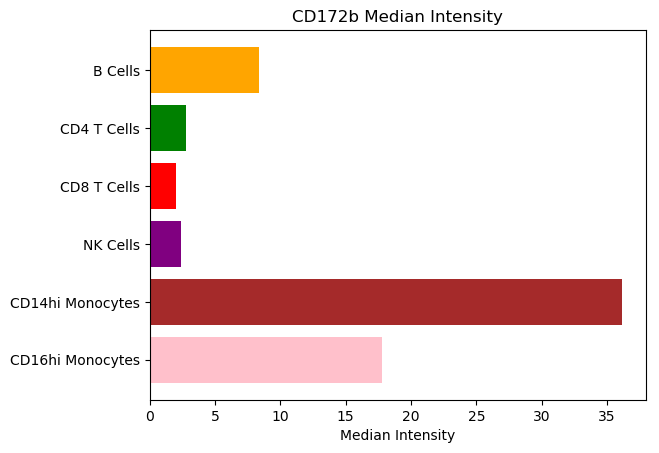 CD172b Median Intensity
B Cells
CD4 T Cells
CD8 T Cells
NK Cells
CD14hi Monocytes
CD16hi Monocytes
0 5 10 15 20 25 30 35
Median Intensity